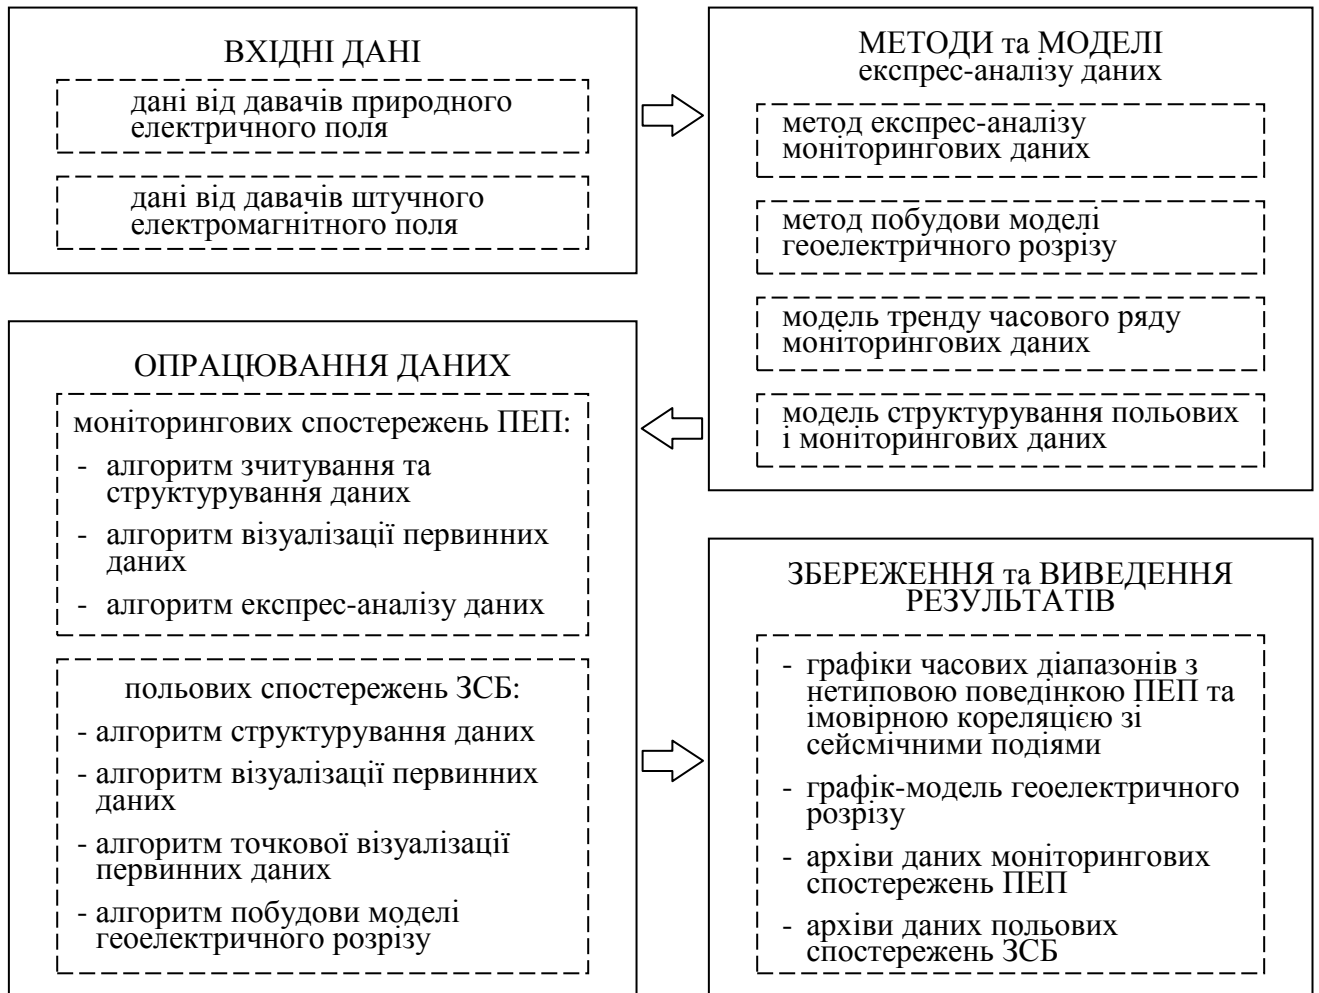 ВХІДНІ ДАНІ
дані від давачів природного
електричного поля
дані від давачів штучного
електромагнітного поля
МЕТОДИ та МОДЕЛІ
експрес-аналізу даних
метод експрес-аналізу
моніторингових даних
метод побудови моделі
геоелектричного розрізу
модель тренду часового ряду
моніторингових даних
модель структурування польових
і моніторингових даних
ОПРАЦЮВАННЯ ДАНИХ
моніторингових спостережень ПЕП:
- алгоритм зчитування та
структурування даних
- алгоритм візуалізації первинних
даних
- алгоритм експрес-аналізу даних
польових спостережень ЗСБ:
- алгоритм структурування даних
- алгоритм візуалізації первинних
даних
- алгоритм точкової візуалізації
первинних даних
- алгоритм побудови моделі
геоелектричного розрізу
ЗБЕРЕЖЕННЯ та ВИВЕДЕННЯ
РЕЗУЛЬТАТІВ
- графіки часових діапазонів з
нетиповою поведінкою ПЕП та
імовірною кореляцією зі
сейсмічними подіями
- графік-модель геоелектричного
розрізу
- архіви даних моніторингових
спостережень ПЕП
- архіви даних польових
спостережень ЗСБ